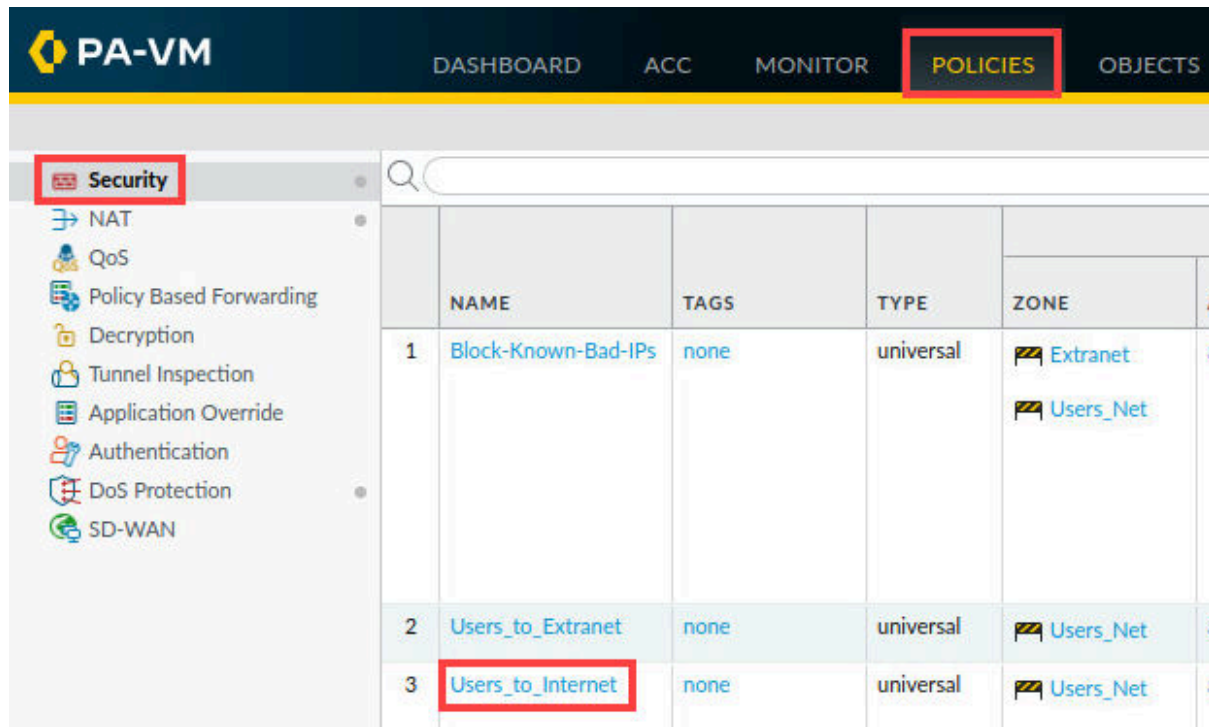 PA-VM
DASHBOARD ACC MONITOR POLICIES OBJECTS
Security
NAT
QoS
Policy Based Forwarding
Decryption
Tunnel Inspection
Application Override
Authentication
DoS Protection
SD-WAN
NAME TAGS TYPE ZONE
1 Block-Known-Bad-IPs none universal Extranet
Users_Net
2 Users_to_Extranet none universal Users_Net
3 Users_to_Internet none universal Users_Net